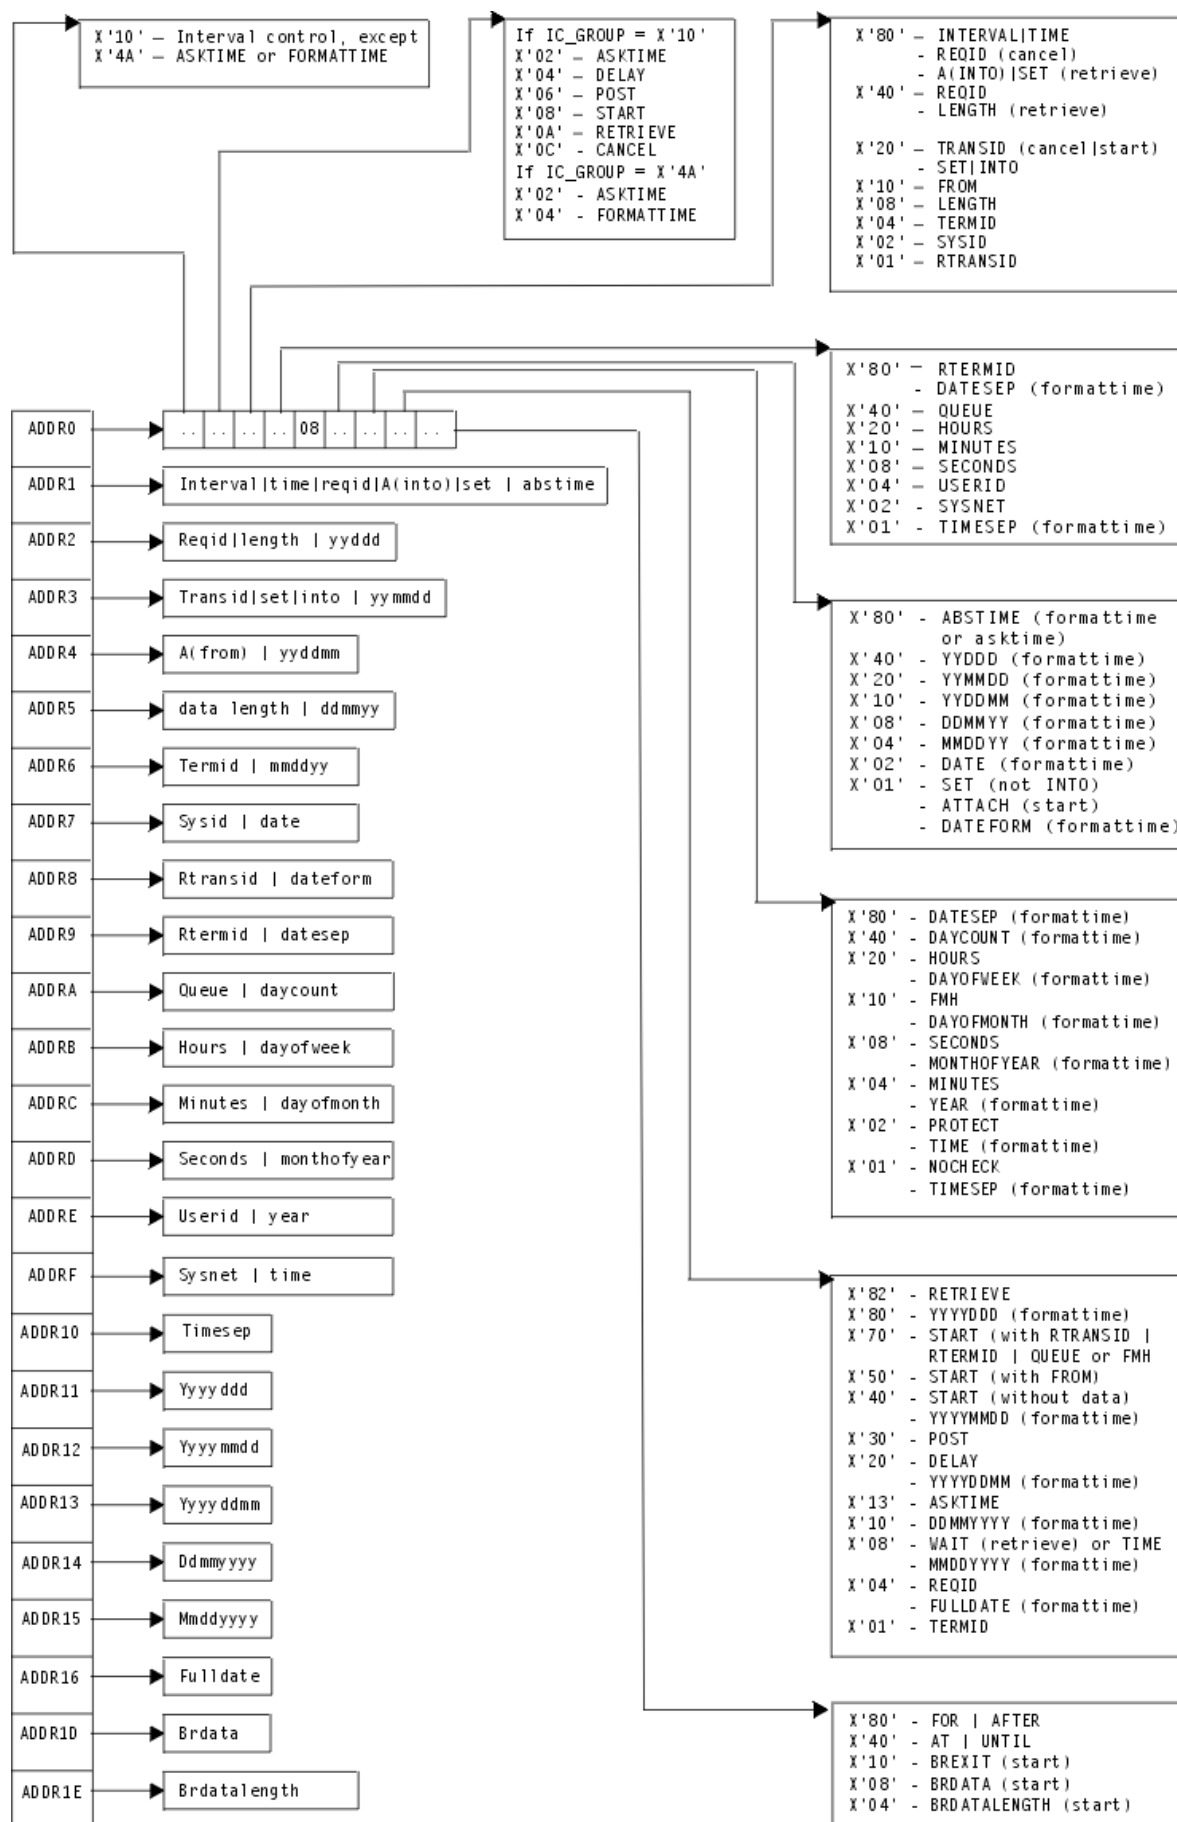 X'10' – Interval control, except
X'4A' – ASKTIME or FORMATTIME
If IC_GROUP = X'10'
X'02' – ASKTIME
X'04' – DELAY
X'06' – POST
X'08' – START
X'0A' – RETRIEVE
X'0C' - CANCEL
If IC_GROUP = X'4A'
X'02' - ASKTIME
X'04' - FORMATTIME
X'80' – INTERVAL|TIME
- REQID (cancel)
- A(INTO)|SET (retrieve)
X'40' – REQID
- LENGTH (retrieve)
X'20' – TRANSID (cancel|start)
- SET|INTO
X'10' – FROM
X'08' – LENGTH
X'04' – TERMID
X'02' – SYSID
X'01' – RTRANSID
X'80' – RTERMID
- DATESEP (formattime)
X'40' – QUEUE
X'20' – HOURS
X'10' – MINUTES
X'08' – SECONDS
X'04' – USERID
X'02' - SYSNET
X'01' - TIMESEP (formattime)
X'80' - ABSTIME (formattime
or asktime)
X'40' - YYDDD (formattime)
X'20' - YYMMDD (formattime)
X'10' - YYDDMM (formattime)
X'08' - DDMMYY (formattime)
X'04' - MMDDYY (formattime)
X'02' - DATE (formattime)
X'01' - SET (not INTO)
- ATTACH (start)
- DATEFORM (formattime)
X'80' - DATESEP (formattime)
X'40' - DAYCOUNT (formattime)
X'20' - HOURS
- DAYOFWEEK (formattime)
X'10' - FMH
- DAYOFMONTH (formattime)
X'08' - SECONDS
- MONTHOFYEAR (formattime)
X'04' - MINUTES
- YEAR (formattime)
X'02' - PROTECT
- TIME (formattime)
X'01' - NOCHECK
- TIMESEP (formattime)
X'82' - RETRIEVE
X'80' - YYYYDDD (formattime)
X'70' - START (with RTRANSID |
RTERMID | QUEUE or FMH
X'50' - START (with FROM)
X'40' - START (without data)
- YYYYMMDD (formattime)
X'30' - POST
X'20' - DELAY
- YYYYDDMM (formattime)
X'13' - ASKTIME
X'10' - DDMMYYYY (formattime)
X'08' - WAIT (retrieve) or TIME
- MMDDYYYY (formattime)
X'04' - REQID
- FULLDATE (formattime)
X'01' - TERMID
X'80' - FOR | AFTER
X'40' - AT | UNTIL
X'10' - BREXIT (start)
X'08' - BRDATA (start)
X'04' - BRDATALENGTH (start)
ADDR0 .. .. .. .. 08 .. .. .. ..
ADDR1 Interval|time|reqid|A(into)|set | abstime
ADDR2 Reqid|length | yyddd
ADDR3 Transid|set|into | yymmdd
ADDR4 A(from) | yyddmm
ADDR5 data length | ddmmyy
ADDR6 Termid | mmddyy
ADDR7 Sysid | date
ADDR8 Rtransid | dateform
ADDR9 Rtermid | datesep
ADDRA Queue | daycount
ADDRB Hours | dayofweek
ADDRC Minutes | dayofmonth
ADDRD Seconds | monthofyear
ADDRE Userid | year
ADDRF Sysnet | time
ADDR10 Timesep
ADDR11 Yyyyddd
ADDR12 Yyyymmdd
ADDR13 Yyyyddmm
ADDR14 Ddmmyyyy
ADDR15 Mmddyyyy
ADDR16 Fulldate
ADDR1D Brdata
ADDR1E Brdatalength